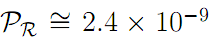 𝒫_ℛ ≅ 2.4 × 10⁻⁹